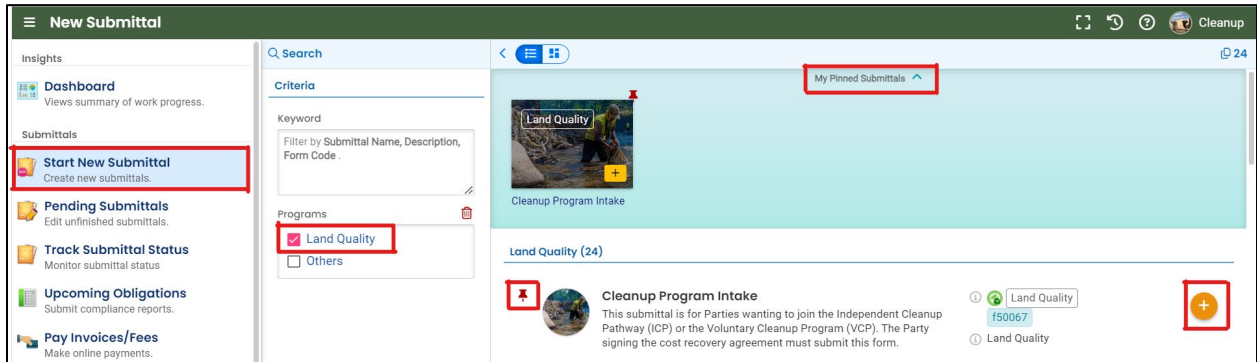 New Submittal
Cleanup
Insights
Dashboard
Views summary of work progress.
Submittals
Start New Submittal
Create new submittals.
Pending Submittals
Edit unfinished submittals.
Track Submittal Status
Monitor submittal status
Upcoming Obligations
Submit compliance reports.
Pay Invoices/Fees
Make online payments.
Search
Criteria
Keyword
Filter by Submittal Name, Description,
Form Code .
Programs
Land Quality
Others
24
My Pinned Submittals
Land Quality
Cleanup Program Intake
Land Quality (24)
Cleanup Program Intake
This submittal is for Parties wanting to join the Independent Cleanup
Pathway (ICP) or the Voluntary Cleanup Program (VCP). The Party
signing the cost recovery agreement must submit this form.
Land Quality
f50067
Land Quality